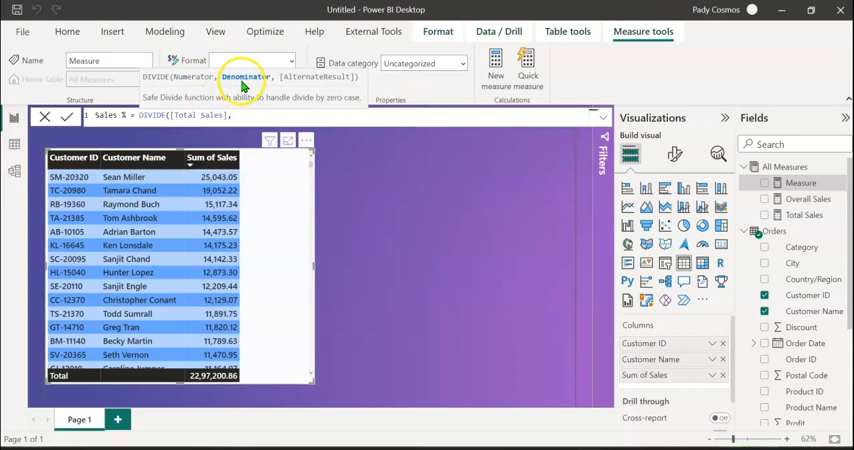 Untitled - Power BI Desktop
Pady Cosmos
File
Home
Insert
Modeling
View
Optimize
Help
External Tools
Format
Data / Drill
Table tools
Measure tools
Name
Measure
Home table
All Measures
Structure
Format
Data category
Uncategorized
Properties
New measure
Quick measure
Calculations
DIVIDE(Numerator, Denominator, [AlternateResult])
Safe Divide function with ability to handle divide by zero case.
1 Sales % = DIVIDE([Total Sales],
Customer ID Customer Name Sum of Sales
SM-20320 Sean Miller 25,043.05
TC-20980 Tamara Chand 19,052.22
RB-19360 Raymond Buch 15,117.34
TA-21385 Tom Ashbrook 14,595.62
AB-10105 Adrian Barton 14,473.57
KL-16645 Ken Lonsdale 14,175.23
SC-20095 Sanjit Chand 14,142.33
HL-15040 Hunter Lopez 12,873.30
SE-20110 Sanjit Engle 12,209.44
CC-12370 Christopher Conant 12,129.07
TS-21370 Todd Sumrall 11,891.75
GT-14710 Greg Tran 11,820.12
BM-11140 Becky Martin 11,789.63
SV-20365 Seth Vernon 11,470.95
Total 22,97,200.86
Filters
Visualizations
Build visual
R
Py
Columns
Customer ID
Customer Name
Sum of Sales
Drill through
Cross-report
Off
Fields
Search
All Measures
Measure
Overall Sales
Total Sales
Orders
Category
City
Country/Region
Customer ID
Customer Name
Discount
Order Date
Order ID
Postal Code
Product ID
Product Name
Profit
Page 1
Page 1 of 1
62%